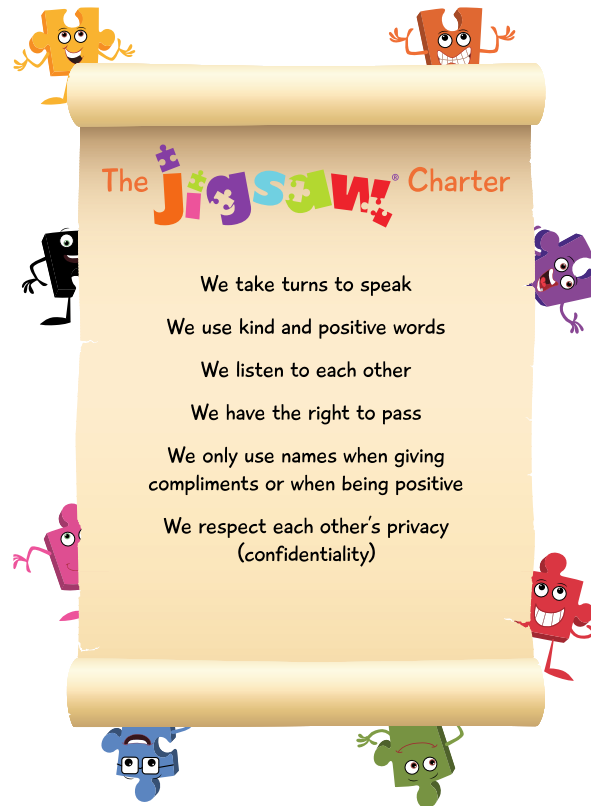 The jigsaw® Charter
We take turns to speak
We use kind and positive words
We listen to each other
We have the right to pass
We only use names when giving
compliments or when being positive
We respect each other's privacy
(confidentiality)